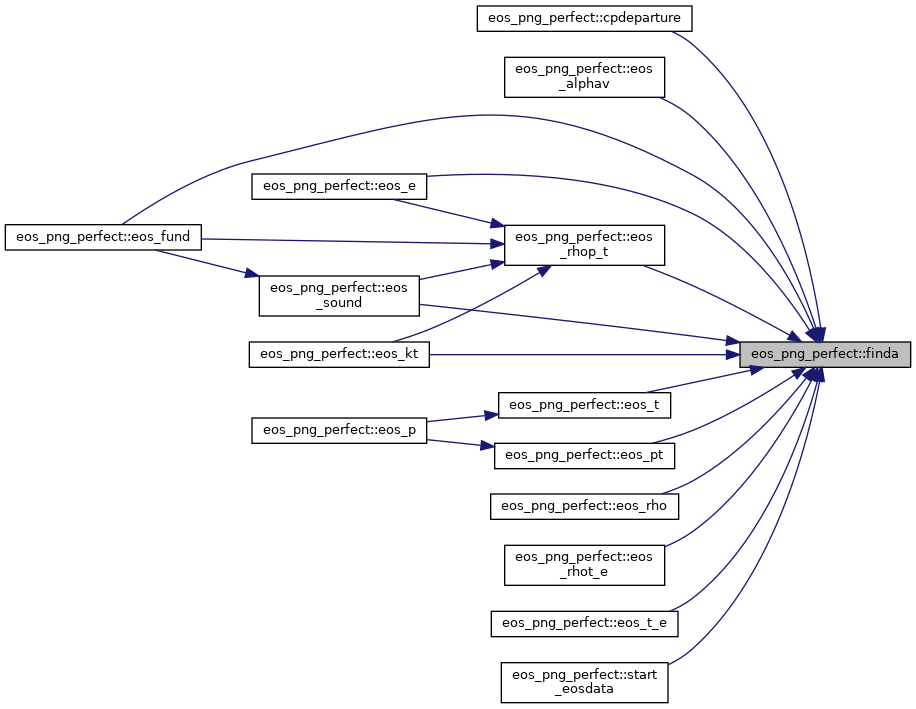 eos_png_perfect::cpdeparture
eos_png_perfect::eos
_alphav
eos_png_perfect::eos_e
eos_png_perfect::eos_fund
eos_png_perfect::eos
_rhop_t
eos_png_perfect::eos
_sound
eos_png_perfect::eos_kt
eos_png_perfect::finda
eos_png_perfect::eos_t
eos_png_perfect::eos_p
eos_png_perfect::eos_pt
eos_png_perfect::eos_rho
eos_png_perfect::eos
_rhot_e
eos_png_perfect::eos_t_e
eos_png_perfect::start
_eosdata